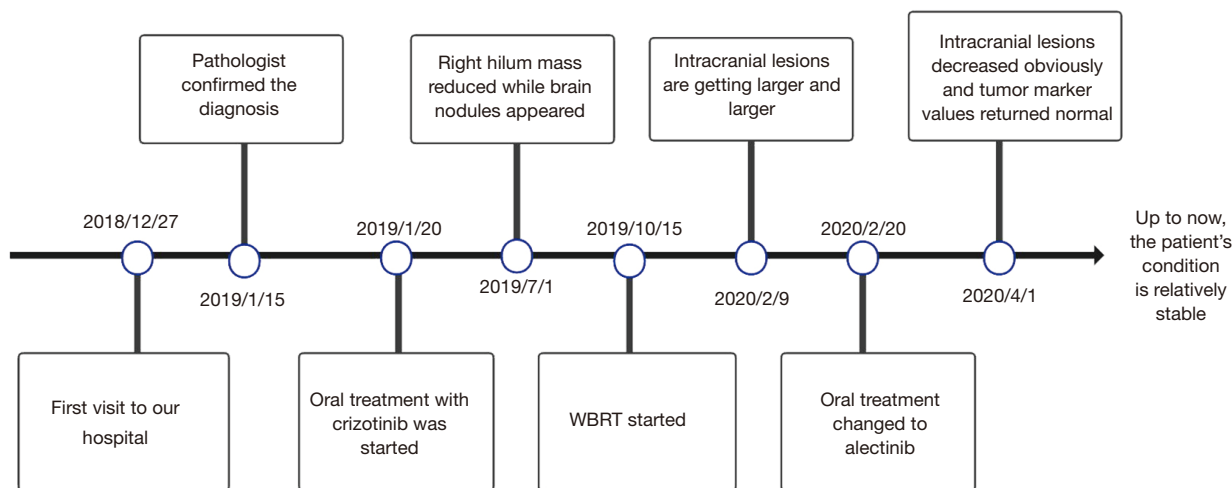 Pathologist
confirmed the
diagnosis
Right hilum mass
reduced while brain
nodules appeared
Intracranial lesions
are getting larger and
larger
Intracranial lesions
decreased obviously
and tumor marker
values returned normal
2018/12/27
2019/1/15
2019/1/20
2019/7/1
2019/10/15
2020/2/9
2020/2/20
2020/4/1
Up to now,
the patient’s
condition
is relatively
stable
First visit to our
hospital
Oral treatment with
crizotinib was
started
WBRT started
Oral treatment
changed to
alectinib